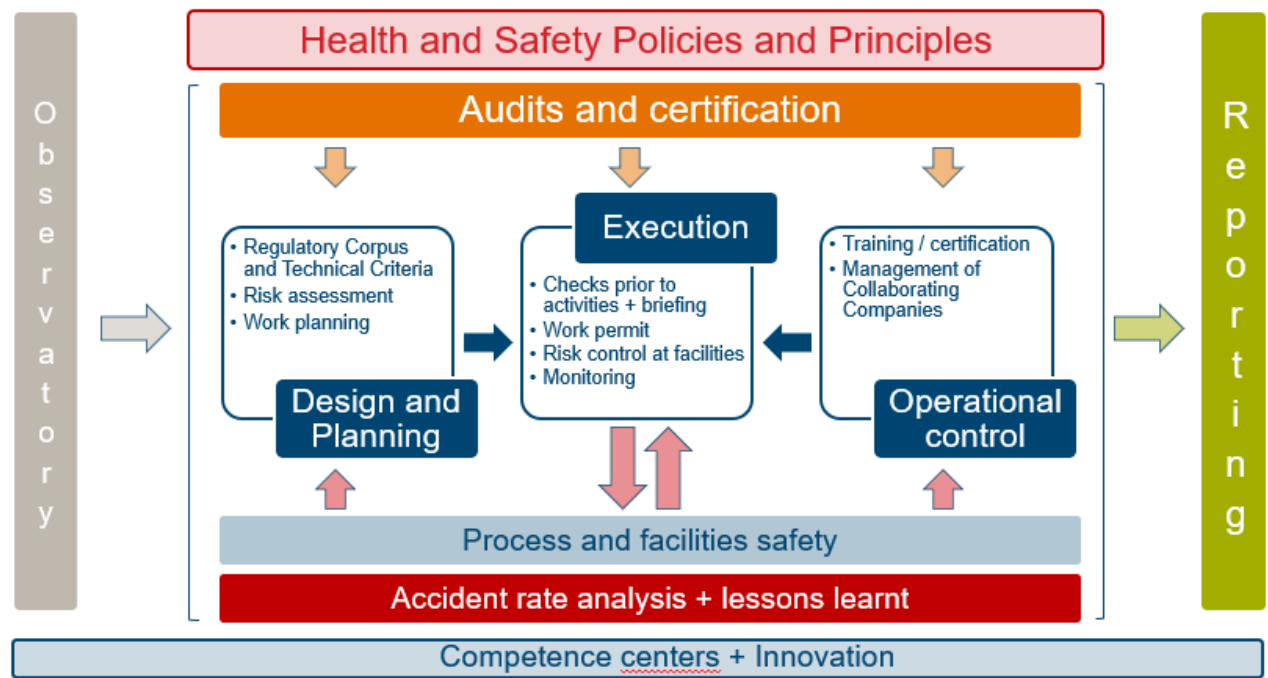 Health and Safety Policies and Principles
Observatory
Audits and certification
Reporting
• Regulatory Corpus
and Technical Criteria
• Risk assessment
• Work planning
Design and
Planning
Execution
• Checks prior to
activities + briefing
• Work permit
• Risk control at facilities
• Monitoring
• Training / certification
• Management of
Collaborating
Companies
Operational
control
Process and facilities safety
Accident rate analysis + lessons learnt
Competence centers + Innovation